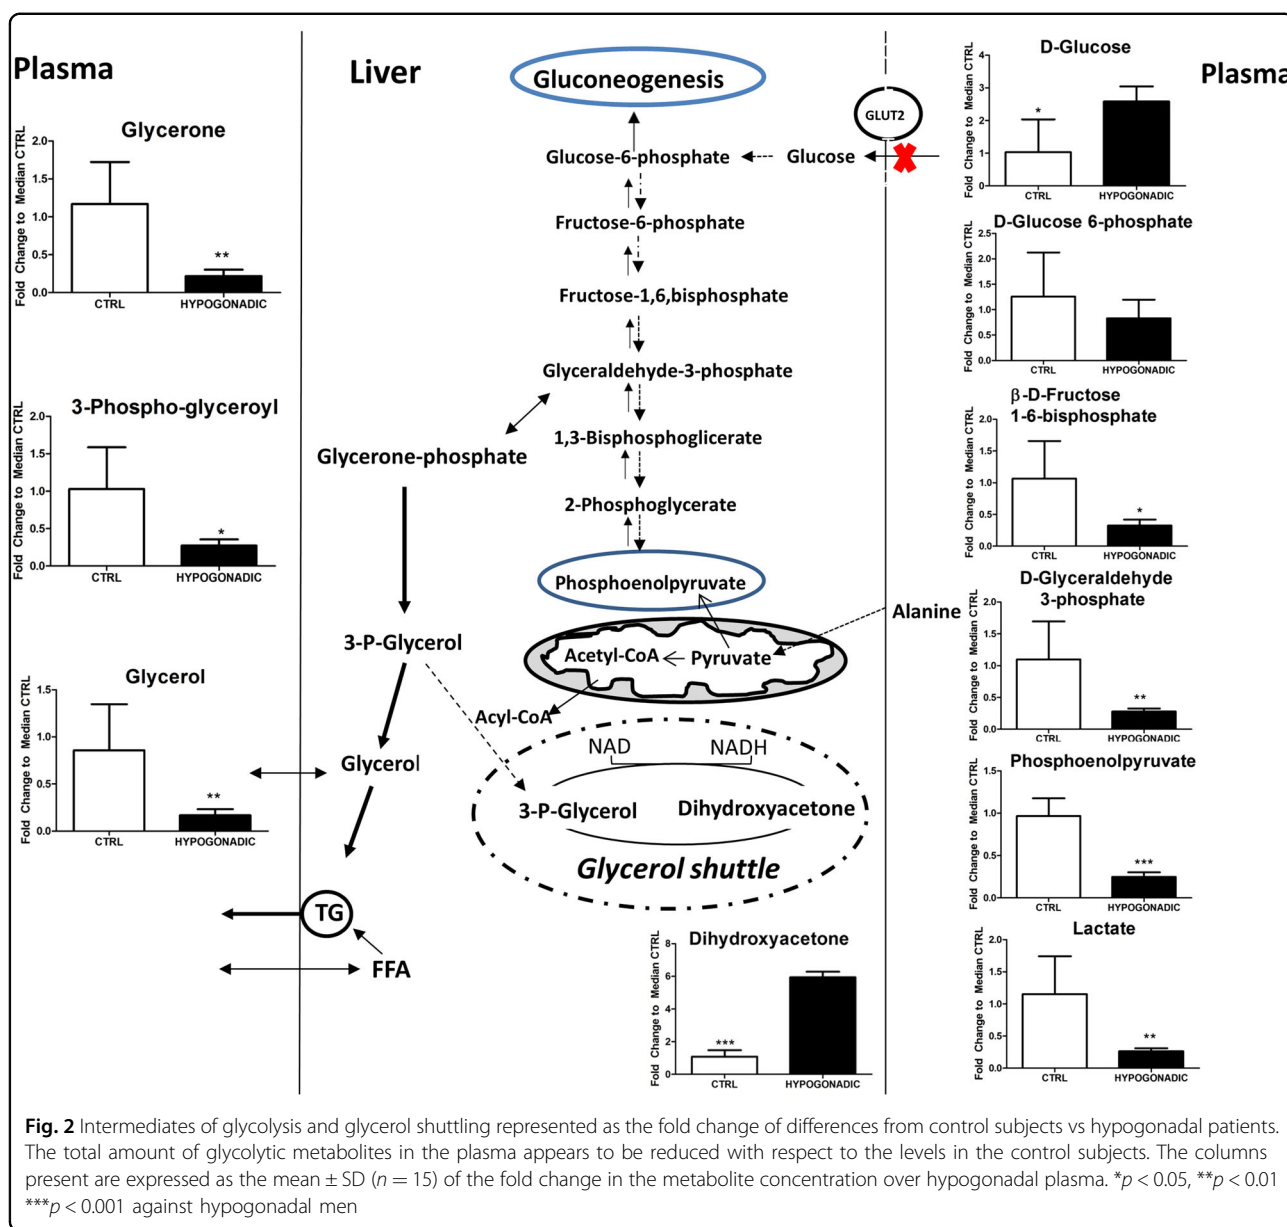 Plasma
Liver
Plasma
Gluconeogenesis
GLUT2
Glucose-6-phosphate
Glucose
Fructose-6-phosphate
Fructose-1,6,bisphosphate
Glyceraldehyde-3-phosphate
1,3-Bisphosphoglicerate
Glycerone-phosphate
2-Phosphoglycerate
Phosphoenolpyruvate
Alanine
3-P-Glycerol
Acetyl-CoA
Pyruvate
Acyl-CoA
Glycerol
NAD
NADH
3-P-Glycerol
Dihydroxyacetone
Glycerol shuttle
TG
FFA
Glycerone
Fold Change to Median CTRL
2.0
1.5
1.0
0.5
0.0
**
CTRL
HYPOGONADIC
3-Phospho-glyceroyl
Fold Change to Median CTRL
2.0
1.5
1.0
0.5
0.0
*
CTRL
HYPOGONADIC
Glycerol
Fold Change to Median CTRL
1.5
1.0
0.5
0.0
**
CTRL
HYPOGONADIC
Dihydroxyacetone
Fold Change to Median CTRL
8
6
4
2
0
***
CTRL
HYPOGONADIC
D-Glucose
Fold Change to Median CTRL
4
3
2
1
0
*
CTRL
HYPOGONADIC
D-Glucose 6-phosphate
Fold Change to Median CTRL
2.5
2.0
1.5
1.0
0.5
0.0
CTRL
HYPOGONADIC
β-D-Fructose
1-6-bisphosphate
Fold Change to Median CTRL
2.0
1.5
1.0
0.5
0.0
*
CTRL
HYPOGONADIC
D-Glyceraldehyde
3-phosphate
Fold Change to Median CTRL
2.0
1.5
1.0
0.5
0.0
**
CTRL
HYPOGONADIC
Phosphoenolpyruvate
Fold Change to Median CTRL
1.5
1.0
0.5
0.0
***
CTRL
HYPOGONADIC
Lactate
Fold Change to Median CTRL
2.0
1.5
1.0
0.5
0.0
**
CTRL
HYPOGONADIC
Fig. 2 Intermediates of glycolysis and glycerol shuttling represented as the fold change of differences from control subjects vs hypogonadal patients.
The total amount of glycolytic metabolites in the plasma appears to be reduced with respect to the levels in the control subjects. The columns
present are expressed as the mean ± SD (n = 15) of the fold change in the metabolite concentration over hypogonadal plasma. *p < 0.05, **p < 0.01
***p < 0.001 against hypogonadal men